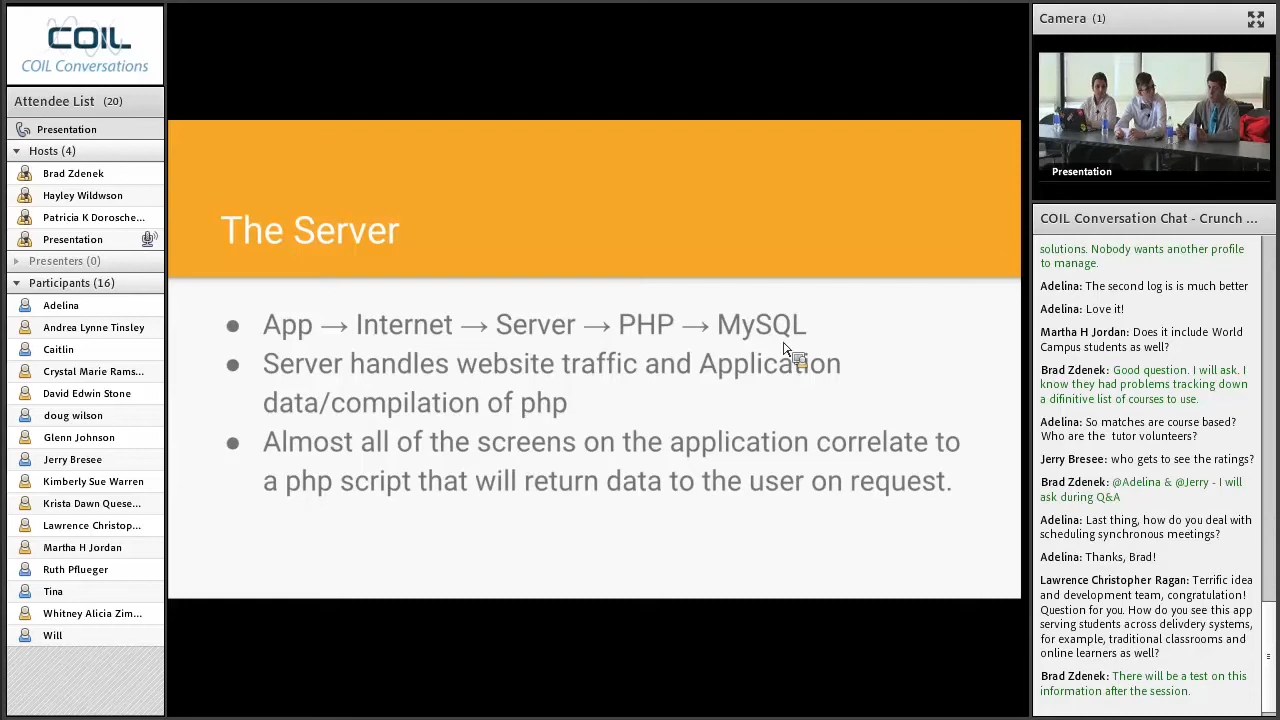 COIL
COIL Conversations
Attendee List (20)
Presentation
Hosts (4)
Brad Zdenek
Hayley Wildwson
Patricia K Dorosche...
Presentation
Presenters (0)
Participants (16)
Adelina
Andrea Lynne Tinsley
Caitlin
Crystal Marie Rams...
David Edwin Stone
doug wilson
Glenn Johnson
Jerry Bresee
Kimberly Sue Warren
Krista Dawn Quese...
Lawrence Christop...
Martha H Jordan
Ruth Pflueger
Tina
Whitney Alicia Zim...
Will
The Server
● App → Internet → Server → PHP → MySQL
● Server handles website traffic and Application
data/compilation of php
● Almost all of the screens on the application correlate to
a php script that will return data to the user on request.
Camera (1)
Presentation
COIL Conversation Chat - Crunch ...
solutions. Nobody wants another profile
to manage.
Adelina: The second log is is much better
Adelina: Love it!
Martha H Jordan: Does it include World
Campus students as well?
Brad Zdenek: Good question. I will ask. I
know they had problems tracking down
a difinitive list of courses to use.
Adelina: So matches are course based?
Who are the tutor volunteers?
Jerry Bresee: who gets to see the ratings?
Brad Zdenek: @Adelina & @Jerry - I will
ask during Q&A
Adelina: Last thing, how do you deal with
scheduling synchronous meetings?
Adelina: Thanks, Brad!
Lawrence Christopher Ragan: Terrific idea
and development team, congratulation!
Question for you. How do you see this app
serving students across delivdery systems,
for example, traditional classrooms and
online learners as well?
Brad Zdenek: There will be a test on this
information after the session.